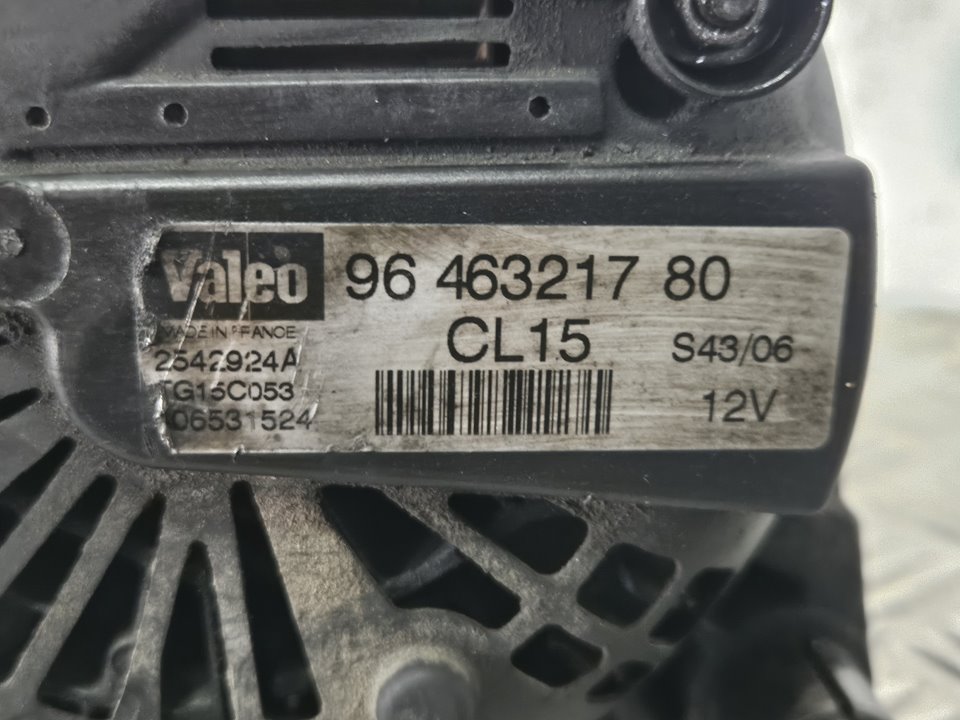 Valeo
96 463217 80
MADE IN FRANCE
CL15
S43/06
2542924A
TG15C053
12V
06531524